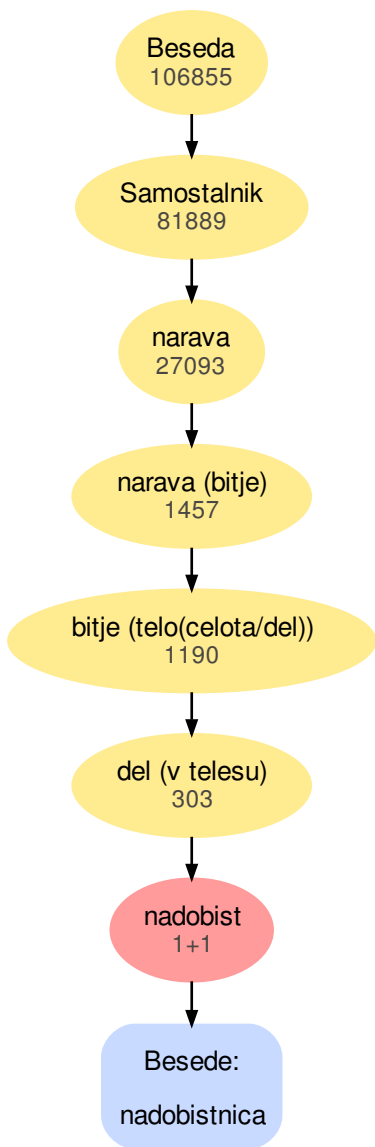 Beseda
106855
Samostalnik
81889
narava
27093
narava (bitje)
1457
bitje (telo(celota/del))
1190
del (v telesu)
303
nadobist
1+1
Besede:
nadobistnica